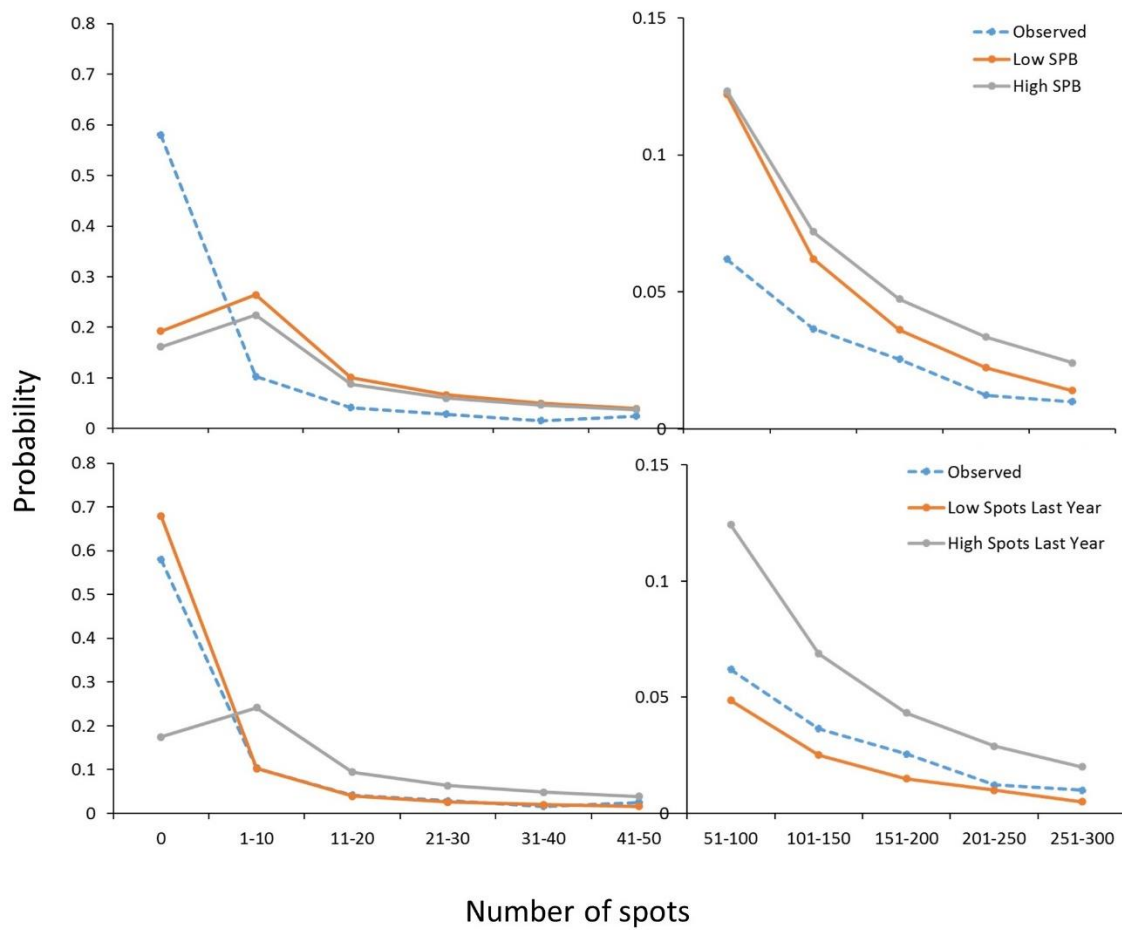 Probability
0.8
0.7
0.6
0.5
0.4
0.3
0.2
0.1
0
0.15
0.1
0.05
0
Observed
Low SPB
High SPB
0.8
0.7
0.6
0.5
0.4
0.3
0.2
0.1
0
0 1-10 11-20 21-30 31-40 41-50
0.15
0.1
0.05
0
Observed
Low Spots Last Year
High Spots Last Year
51-100 101-150 151-200 201-250 251-300
Number of spots